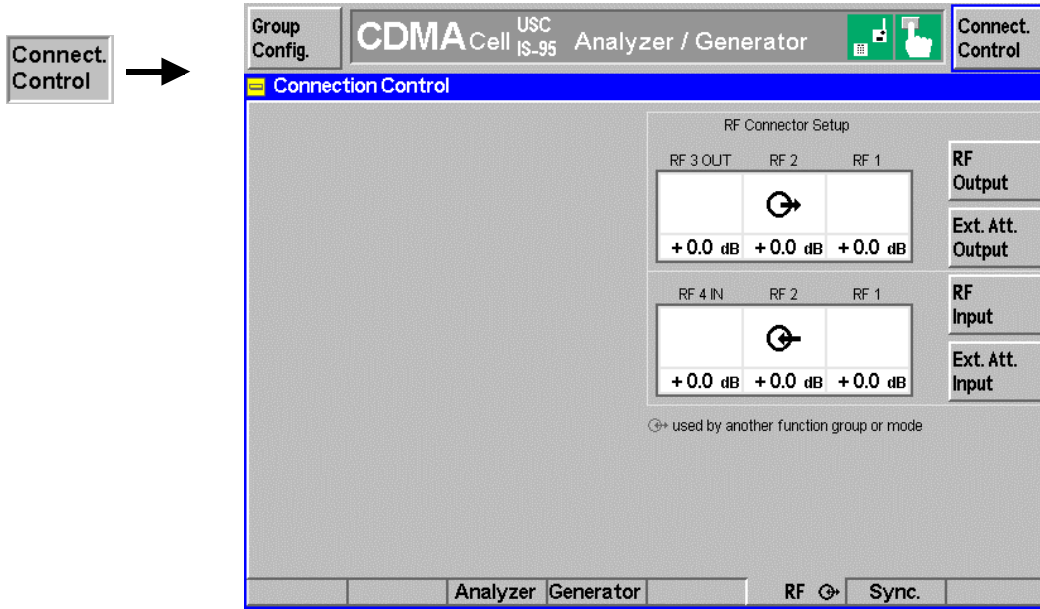 Connect.
Control
Group
Config.
CDMA Cell USC IS-95 Analyzer / Generator
Connect.
Control
Connection Control
RF Connector Setup
RF 3 OUT RF 2 RF 1
+ 0.0 dB + 0.0 dB + 0.0 dB
RF
Output
Ext. Att.
Output
RF 4 IN RF 2 RF 1
+ 0.0 dB + 0.0 dB + 0.0 dB
RF
Input
Ext. Att.
Input
used by another function group or mode
Analyzer Generator RF Sync.